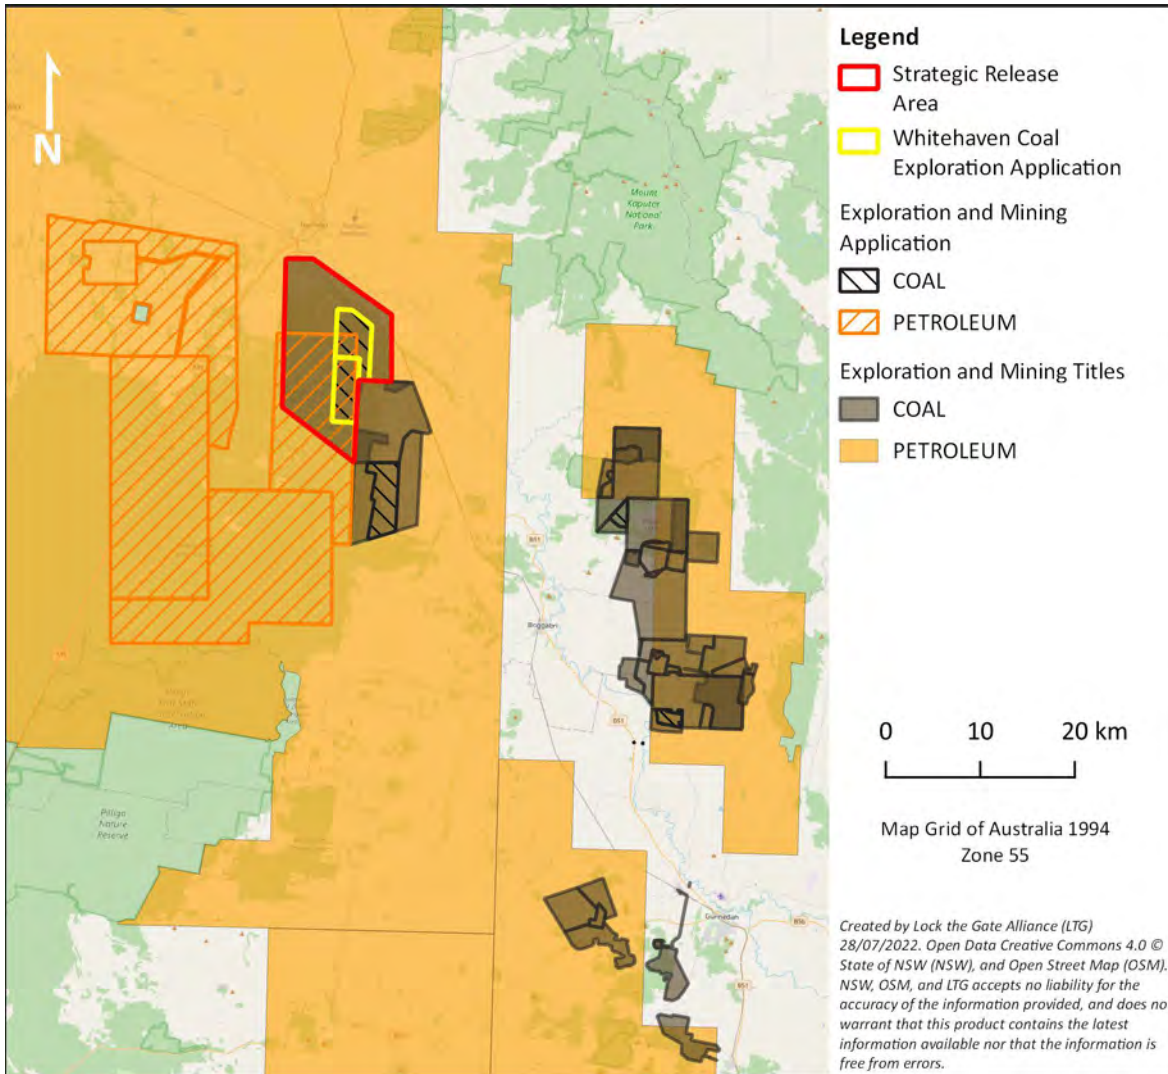 N
Mount
Kaputar
National
Park
Boggabri
B51
B51
Pilliga
Nature
Reserve
Gunnedah
B56
B51
Legend
Strategic Release
Area
Whitehaven Coal
Exploration Application
Exploration and Mining
Application
COAL
PETROLEUM
Exploration and Mining Titles
COAL
PETROLEUM
0 10 20 km
Map Grid of Australia 1994
Zone 55
Created by Lock the Gate Alliance (LTG)
28/07/2022. Open Data Creative Commons 4.0 ©
State of NSW (NSW), and Open Street Map (OSM).
NSW, OSM, and LTG accepts no liability for the
accuracy of the information provided, and does no
warrant that this product contains the latest
information available nor that the information is
free from errors.